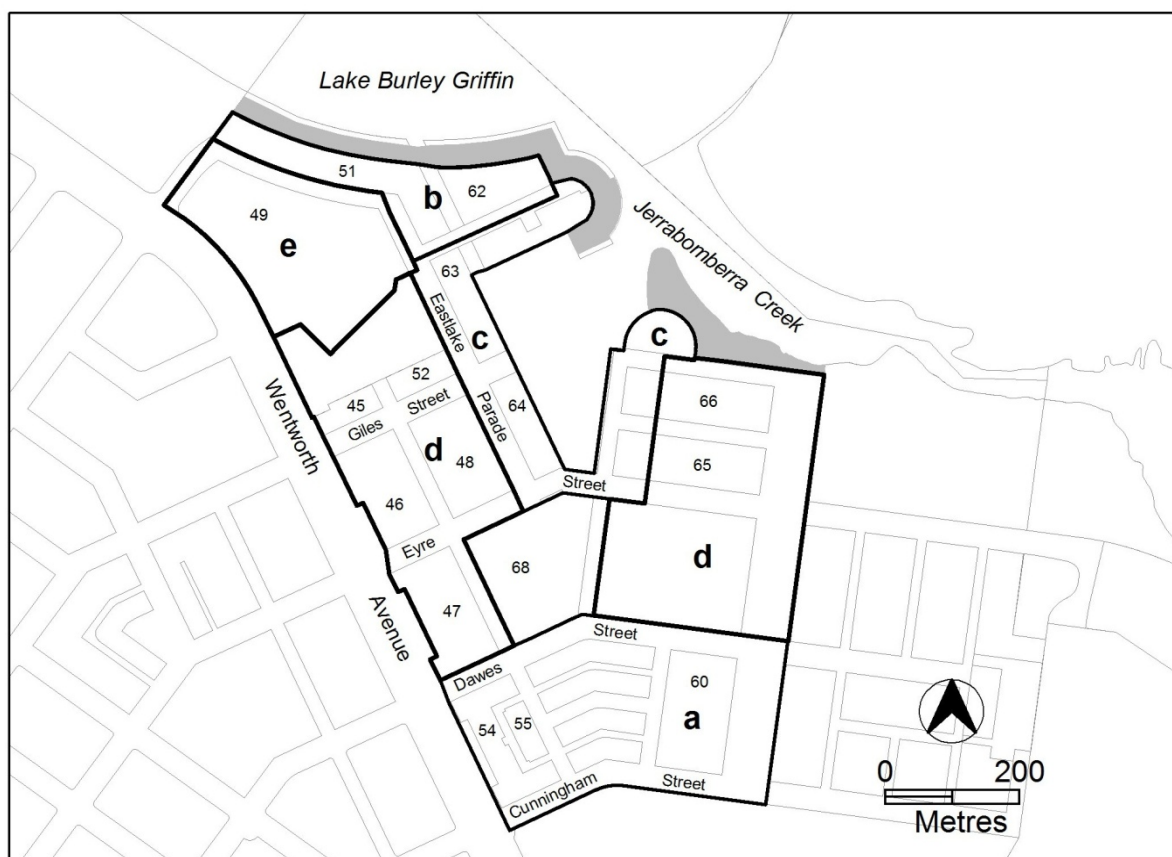 Lake Burley Griffin
51
b
62
49
e
Jerrabomberra Creek
63
Eastlake
c
c
52
Wentworth
45
Street
Giles
Parade
64
66
d
48
65
46
Street
Eyre
d
68
47
Avenue
Street
Dawes
60
a
54
55
Cunningham
Street
0 200
Metres